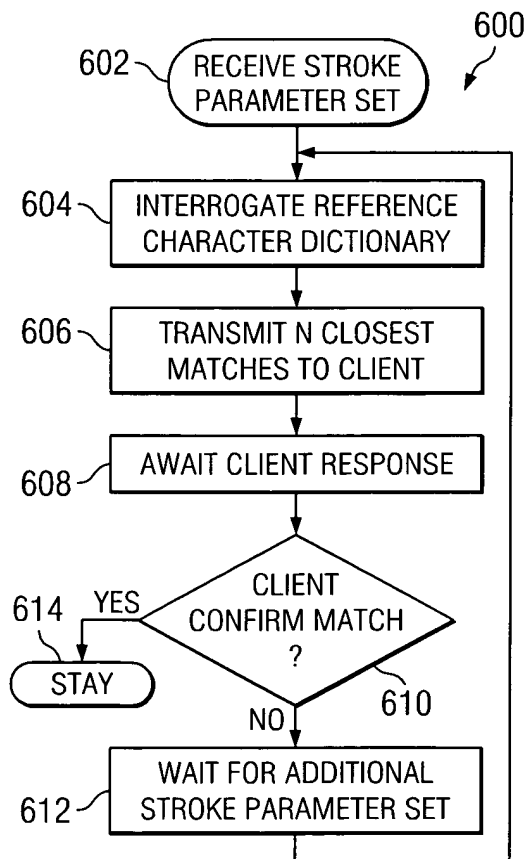 600
602
RECEIVE STROKE
PARAMETER SET
604
INTERROGATE REFERENCE
CHARACTER DICTIONARY
606
TRANSMIT N CLOSEST
MATCHES TO CLIENT
608
AWAIT CLIENT RESPONSE
CLIENT
CONFIRM MATCH
?
610
YES
614
STAY
NO
612
WAIT FOR ADDITIONAL
STROKE PARAMETER SET